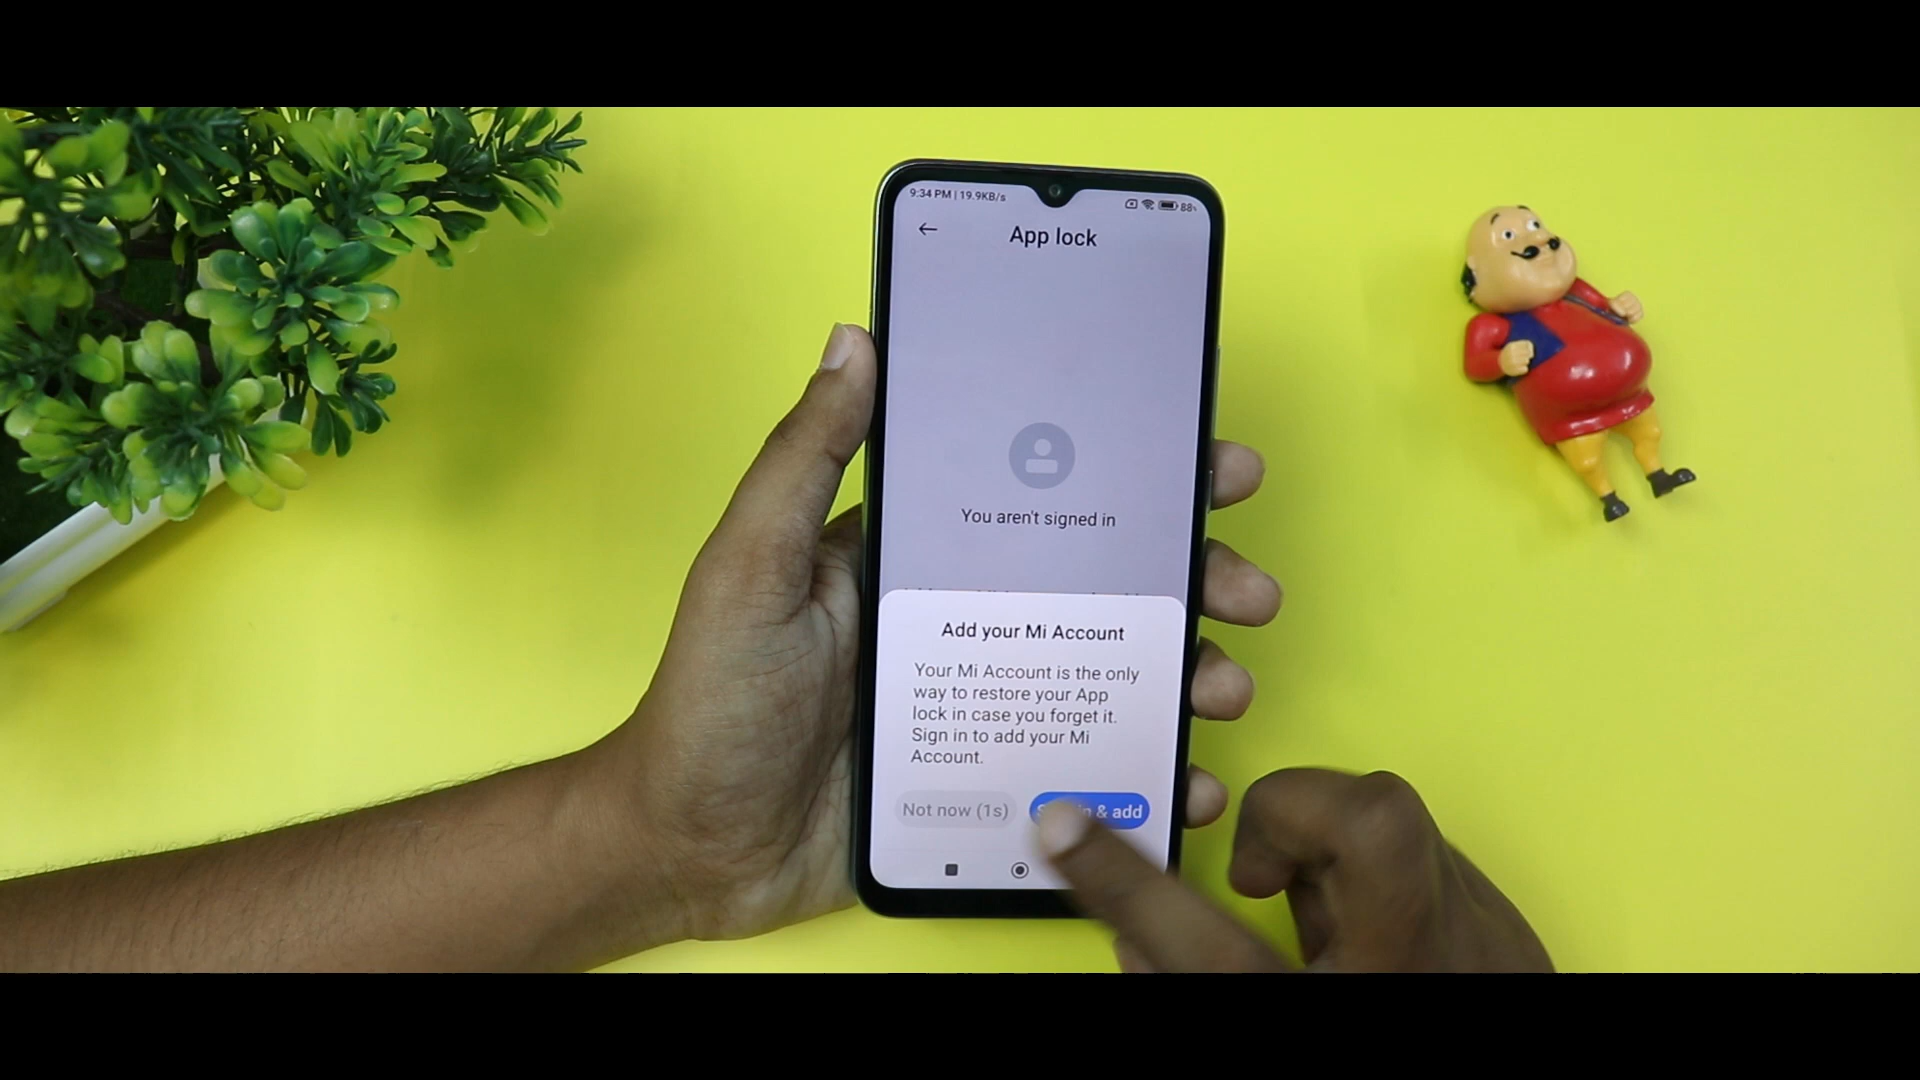 9:34 PM | 19.9KB/s 88%
App lock
You aren't signed in
Add your Mi Account
Your Mi Account is the only
way to restore your App
lock in case you forget it.
Sign in to add your Mi
Account.
Not now (1s)
& add